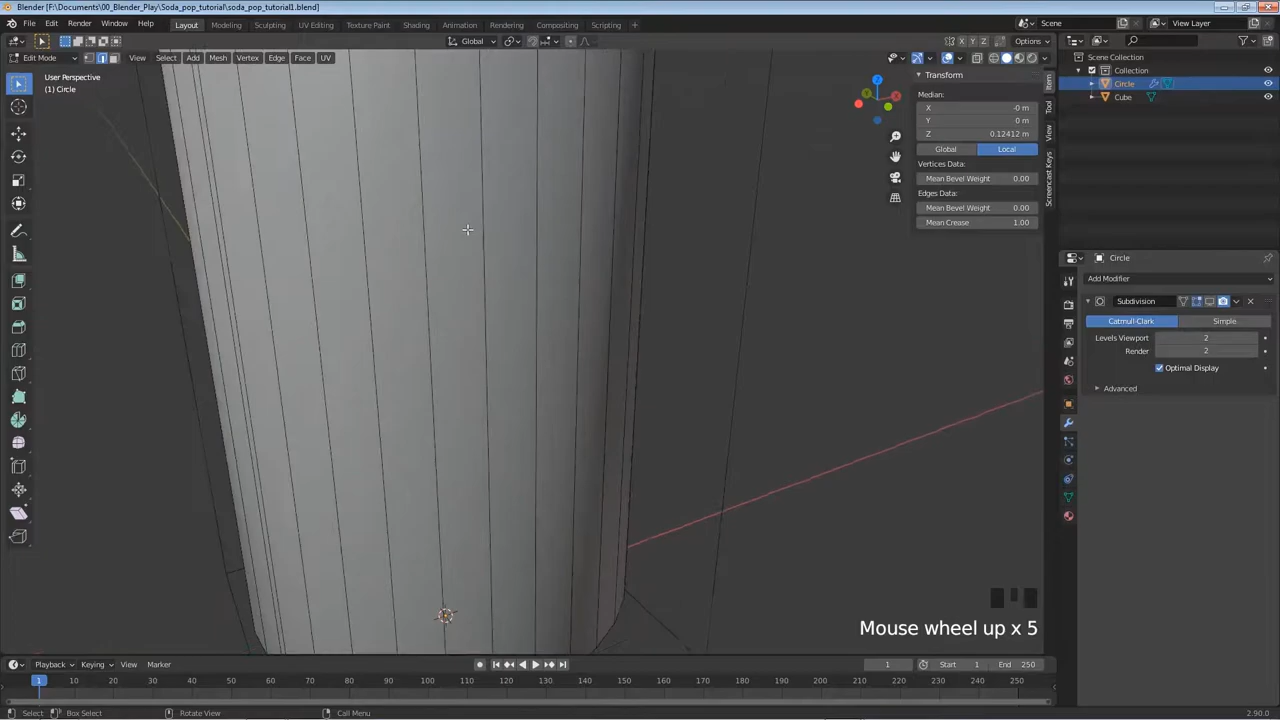 Blender [F:\Documents\00_Blender_Play\Soda_pop_tutorial\soda_pop_tutorial1.blend]
File Edit Render Window Help Layout Modeling Sculpting UV Editing Texture Paint Shading Animation Rendering Compositing Scripting Scene View Layer
Global Options
Edit Mode View Select Add Mesh Vertex Edge Face UV
User Perspective
(1) Circle
Transform
Median:
X -0 m
Y 0 m
Z 0.12412 m
Global Local
Vertices Data:
Mean Bevel Weight 0.00
Edges Data:
Mean Bevel Weight 0.00
Mean Crease 1.00
Item
Tool
View
Screencast Keys
X Y Z
Scene Collection
Collection
Circle
Cube
Circle
Add Modifier
Subdivision
Catmull-Clark Simple
Levels Viewport 2
Render 2
Optimal Display
Advanced
Mouse wheel up x 5
Playback Keying View Marker 1 Start 1 End 250
1 10 20 30 40 50 60 70 80 90 100 110 120 130 140 150 160 170 180 190 200 210 220 230 240 250
Select Box Select Rotate View Call Menu 2.90.0